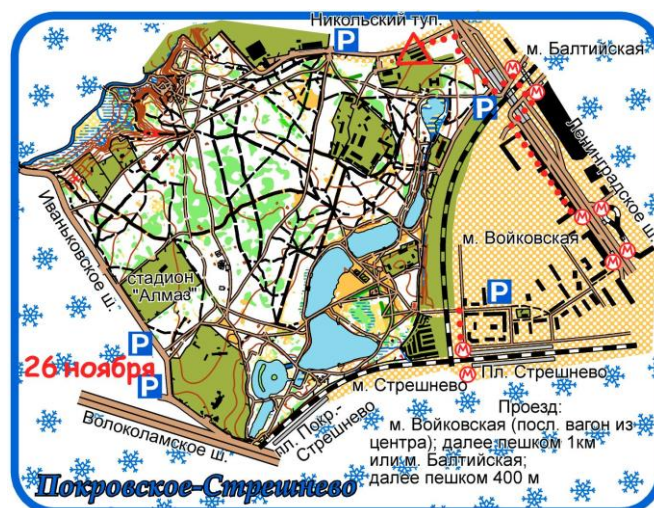 Никольский туп.
P
м. Балтийская
P
Ленинградское ш.
Иваньковское ш.
м. Войковская
стадион
"Алмаз"
P
P
26 ноября
P
м. Стрешнево
Пл. Стрешнево
пл. Покр.-
Стрешнево
Волоколамское ш.
Проезд:
м. Войковская (посл. вагон из
центра); далее пешком 1км
или м. Балтийская;
далее пешком 400 м
Покровское-Стрешнево
М
М
М
М
М
М
М
М